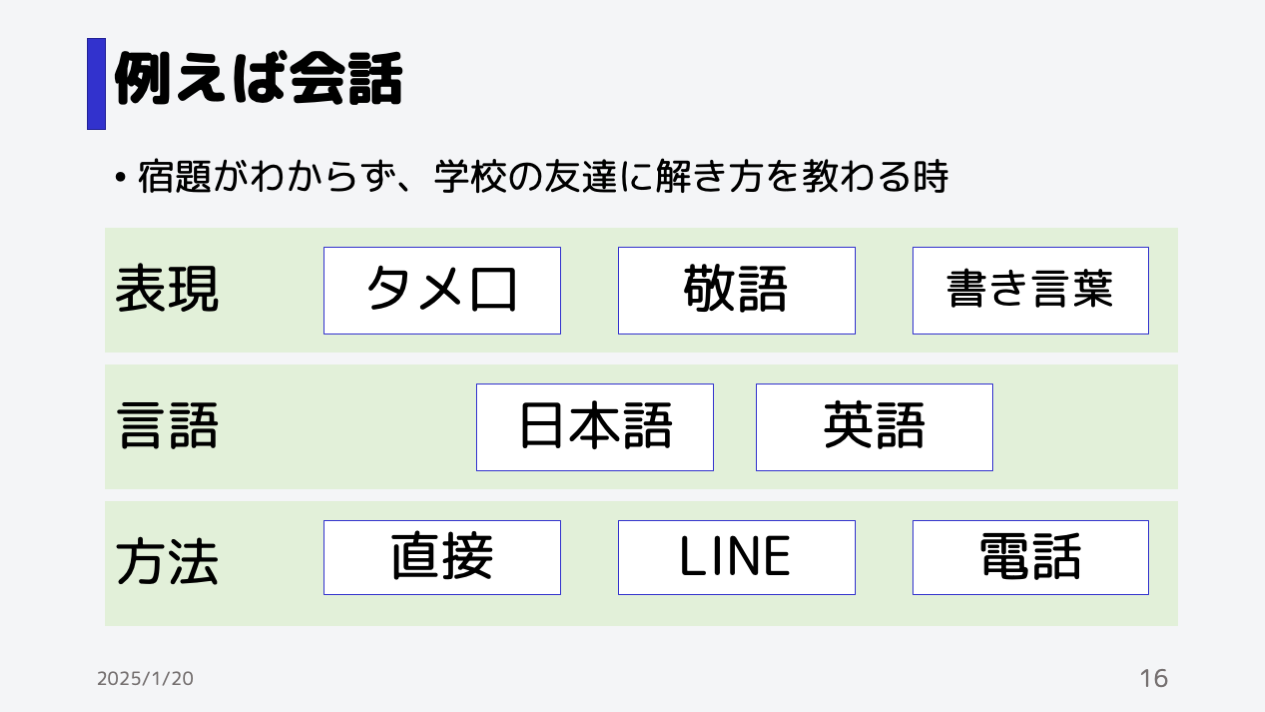 例えば会話
• 宿題がわからず、学校の友達に解き方を教わる時
表現 タメ口 敬語 書き言葉
言語 日本語 英語
方法 直接 LINE 電話
2025/1/20 16